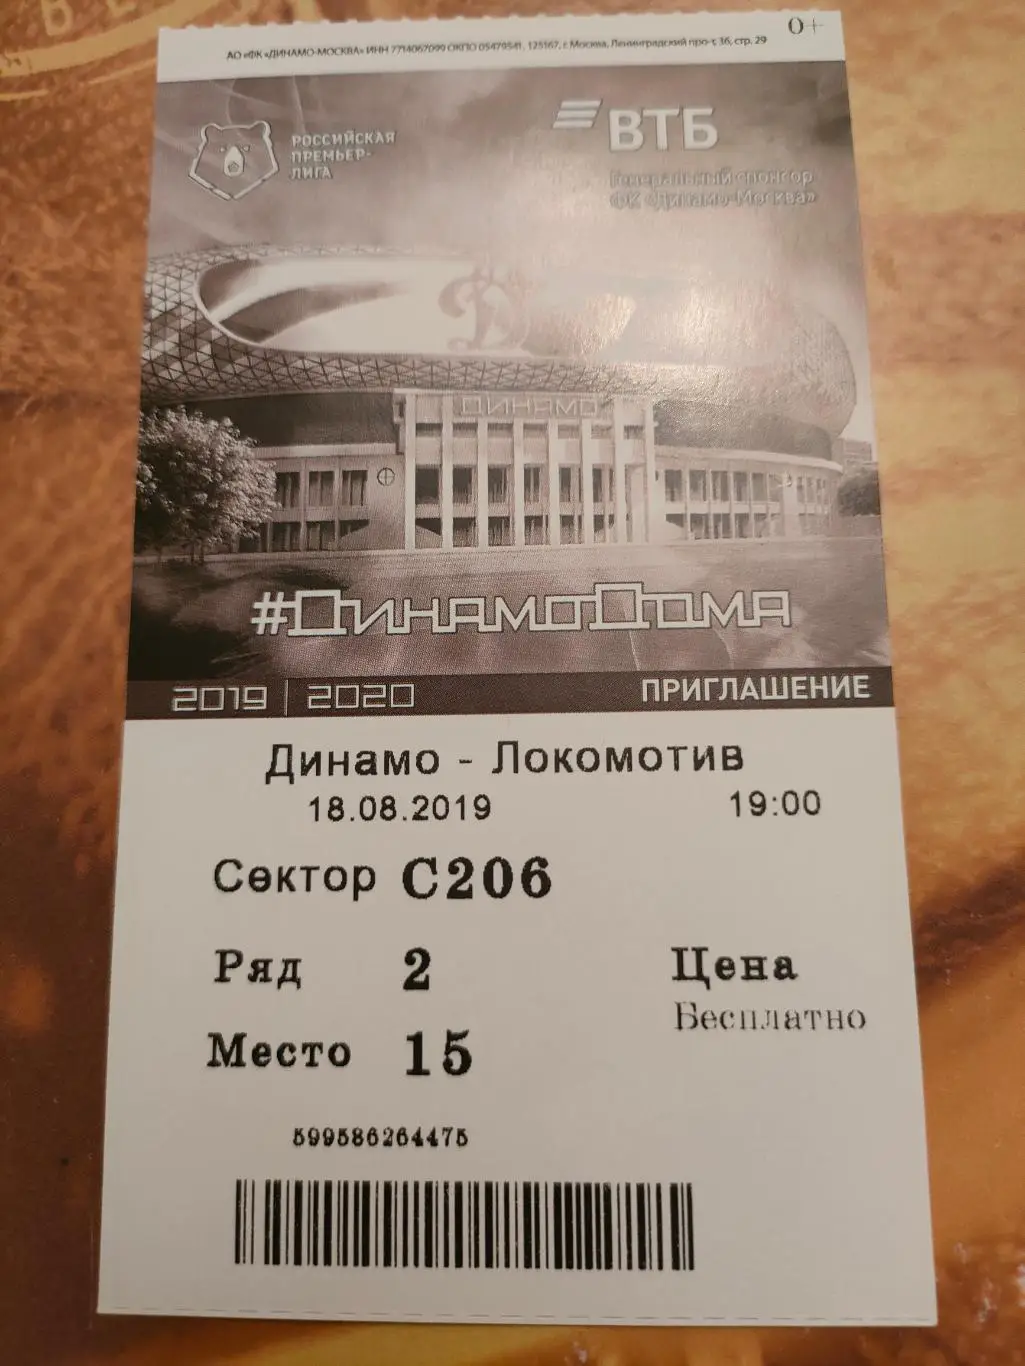 0+
АО «ФК «ДИНАМО-МОСКВА» ИНН 7714067099 ОКПО 05479541, 125167, г. Москва, Ленинградский пр-т, 36, стр. 29
РОССИЙСКАЯ
ПРЕМЬЕР-
ЛИГА
ВТБ
Генеральный спонсор
ФК «Динамо-Москва»
Д
ДИНАМО
#ДинамоДома
2019 | 2020
ПРИГЛАШЕНИЕ
Динамо - Локомотив
18.08.2019 19:00
Сектор С206
Ряд 2
Цена
Бесплатно
Место 15
599586264475